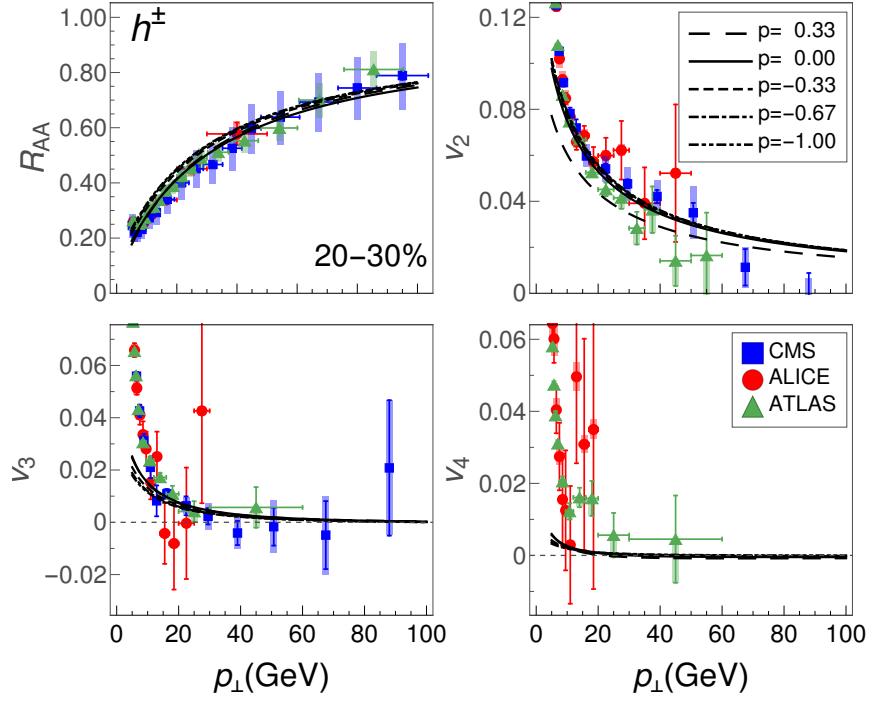 h±
1.00
0.80
0.60
0.40
0.20
0
R_AA
20−30%
0.12
0.08
0.04
0
v_2
p= 0.33
p= 0.00
p=−0.33
p=−0.67
p=−1.00
0.06
0.04
0.02
0
−0.02
v_3
0 20 40 60 80 100
p⊥(GeV)
0.06
0.04
0.02
0
v_4
CMS
ALICE
ATLAS
0 20 40 60 80 100
p⊥(GeV)